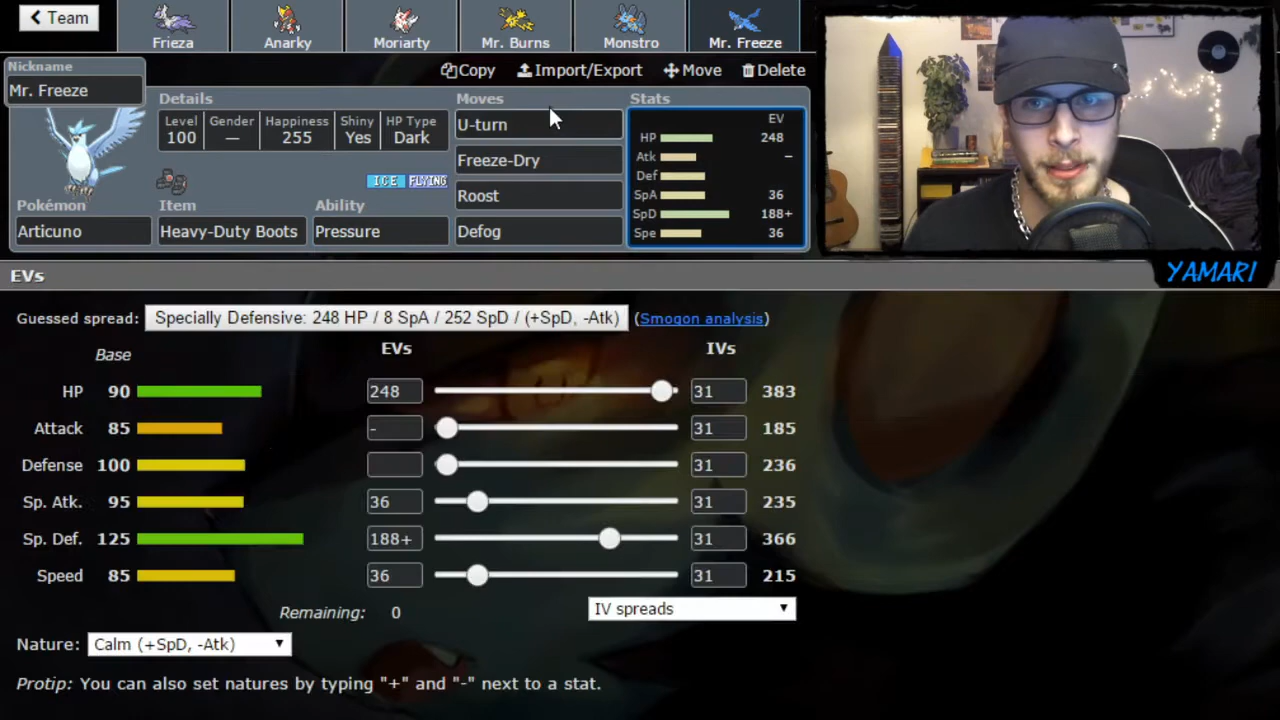 Team
Frieza
Anarky
Moriarty
Mr. Burns
Monstro
Mr. Freeze
Nickname
Mr. Freeze
Copy Import/Export Move Delete
Details
Level Gender Happiness Shiny HP Type
100 — 255 Yes Dark
ICE FLYING
Pokémon Item Ability
Articuno Heavy-Duty Boots Pressure
Moves
U-turn
Freeze-Dry
Roost
Defog
Stats
EV
HP 248
Atk –
Def
SpA 36
SpD 188+
Spe 36
YAMARI
EVs
Guessed spread: Specially Defensive: 248 HP / 8 SpA / 252 SpD / (+SpD, -Atk) (Smogon analysis)
Base EVs IVs
HP 90 248 31 383
Attack 85 - 31 185
Defense 100 31 236
Sp. Atk. 95 36 31 235
Sp. Def. 125 188+ 31 366
Speed 85 36 31 215
Remaining: 0 IV spreads
Nature: Calm (+SpD, -Atk)
Protip: You can also set natures by typing "+" and "-" next to a stat.